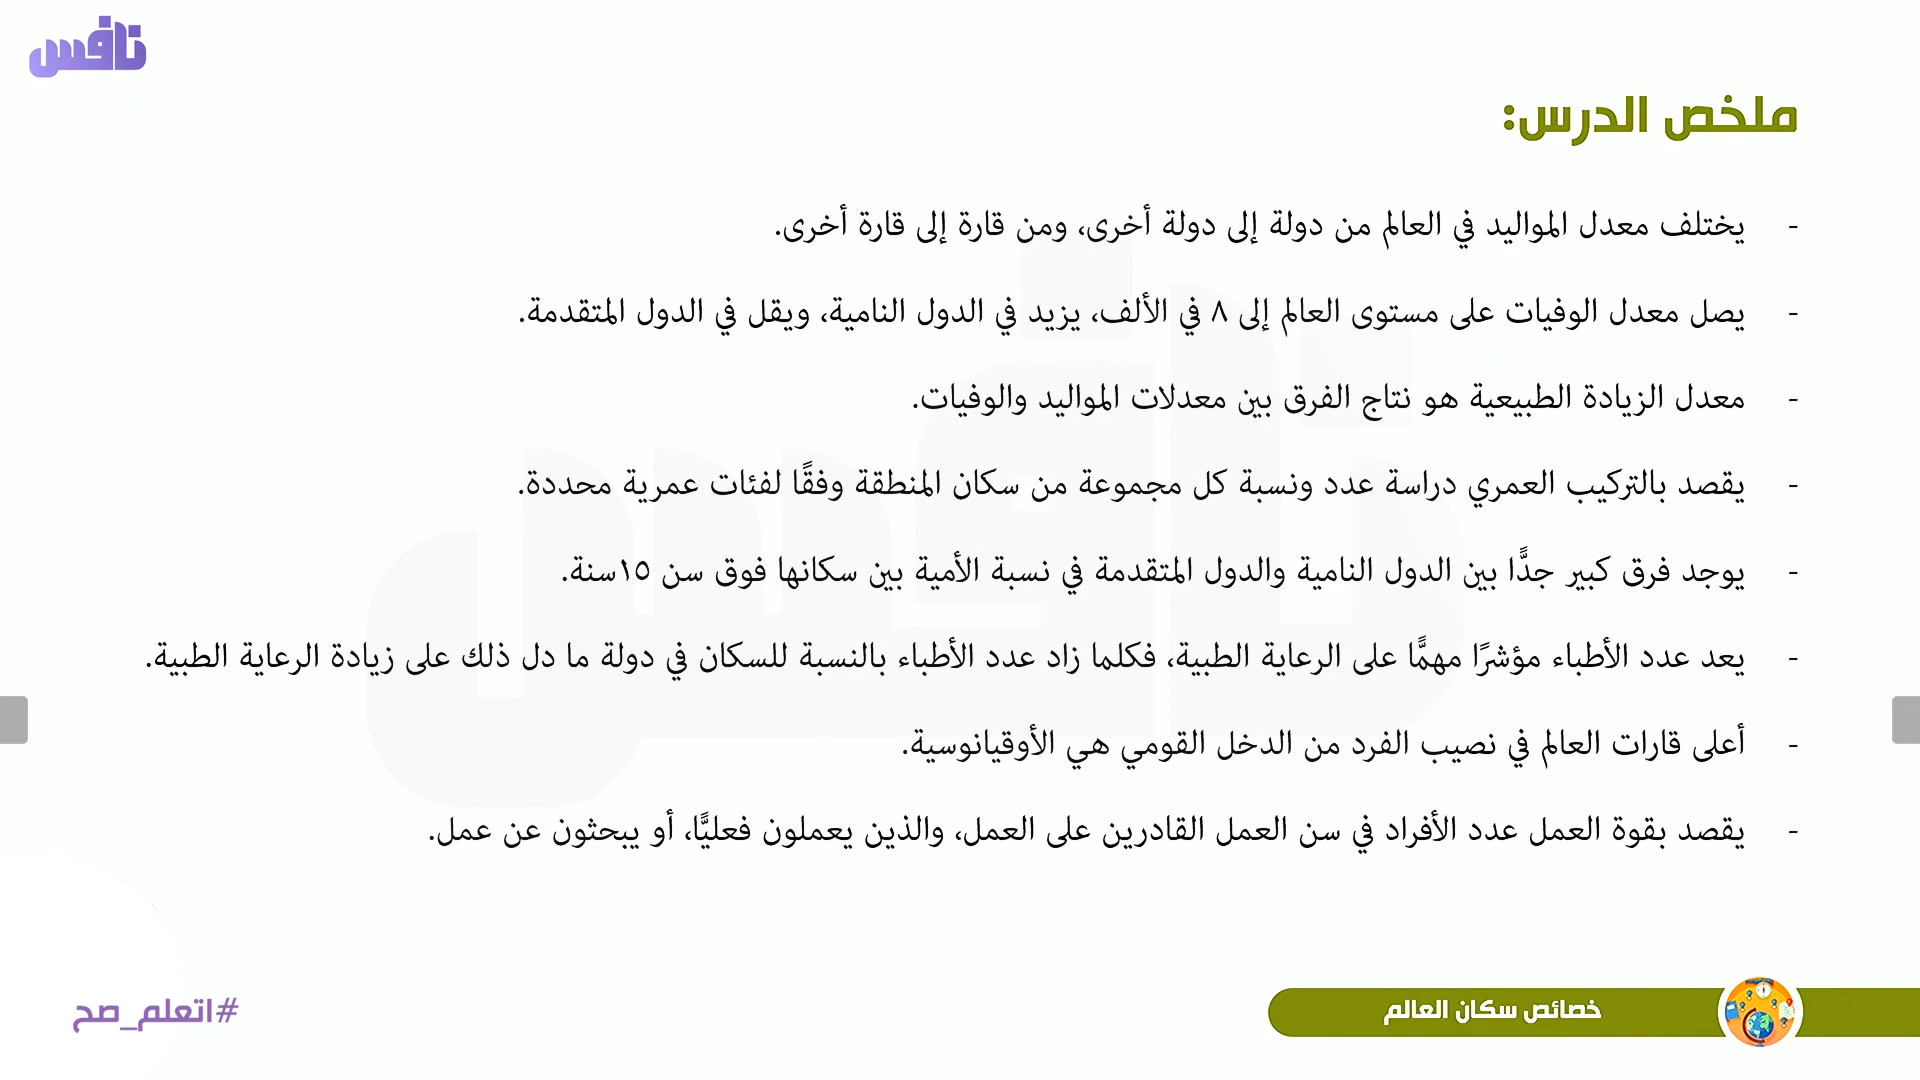 نافس
ملخص الدرس:
- يختلف معدل المواليد في العالم من دولة إلى دولة أخرى، ومن قارة إلى قارة أخرى.
- يصل معدل الوفيات على مستوى العالم إلى ٨ في الألف، يزيد في الدول النامية، ويقل في الدول المتقدمة.
- معدل الزيادة الطبيعية هو نتاج الفرق بين معدلات المواليد والوفيات.
- يقصد بالتركيب العمري دراسة عدد ونسبة كل مجموعة من سكان المنطقة وفقًا لفئات عمرية محددة.
- يوجد فرق كبير جدًّا بين الدول النامية والدول المتقدمة في نسبة الأمية بين سكانها فوق سن ١٥سنة.
- يعد عدد الأطباء مؤشرًا مهمًّا على الرعاية الطبية، فكلما زاد عدد الأطباء بالنسبة للسكان في دولة ما دل ذلك على زيادة الرعاية الطبية.
- أعلى قارات العالم في نصيب الفرد من الدخل القومي هي الأوقيانوسية.
- يقصد بقوة العمل عدد الأفراد في سن العمل القادرين على العمل، والذين يعملون فعليًّا، أو يبحثون عن عمل.
خصائص سكان العالم
#اتعلم_صح